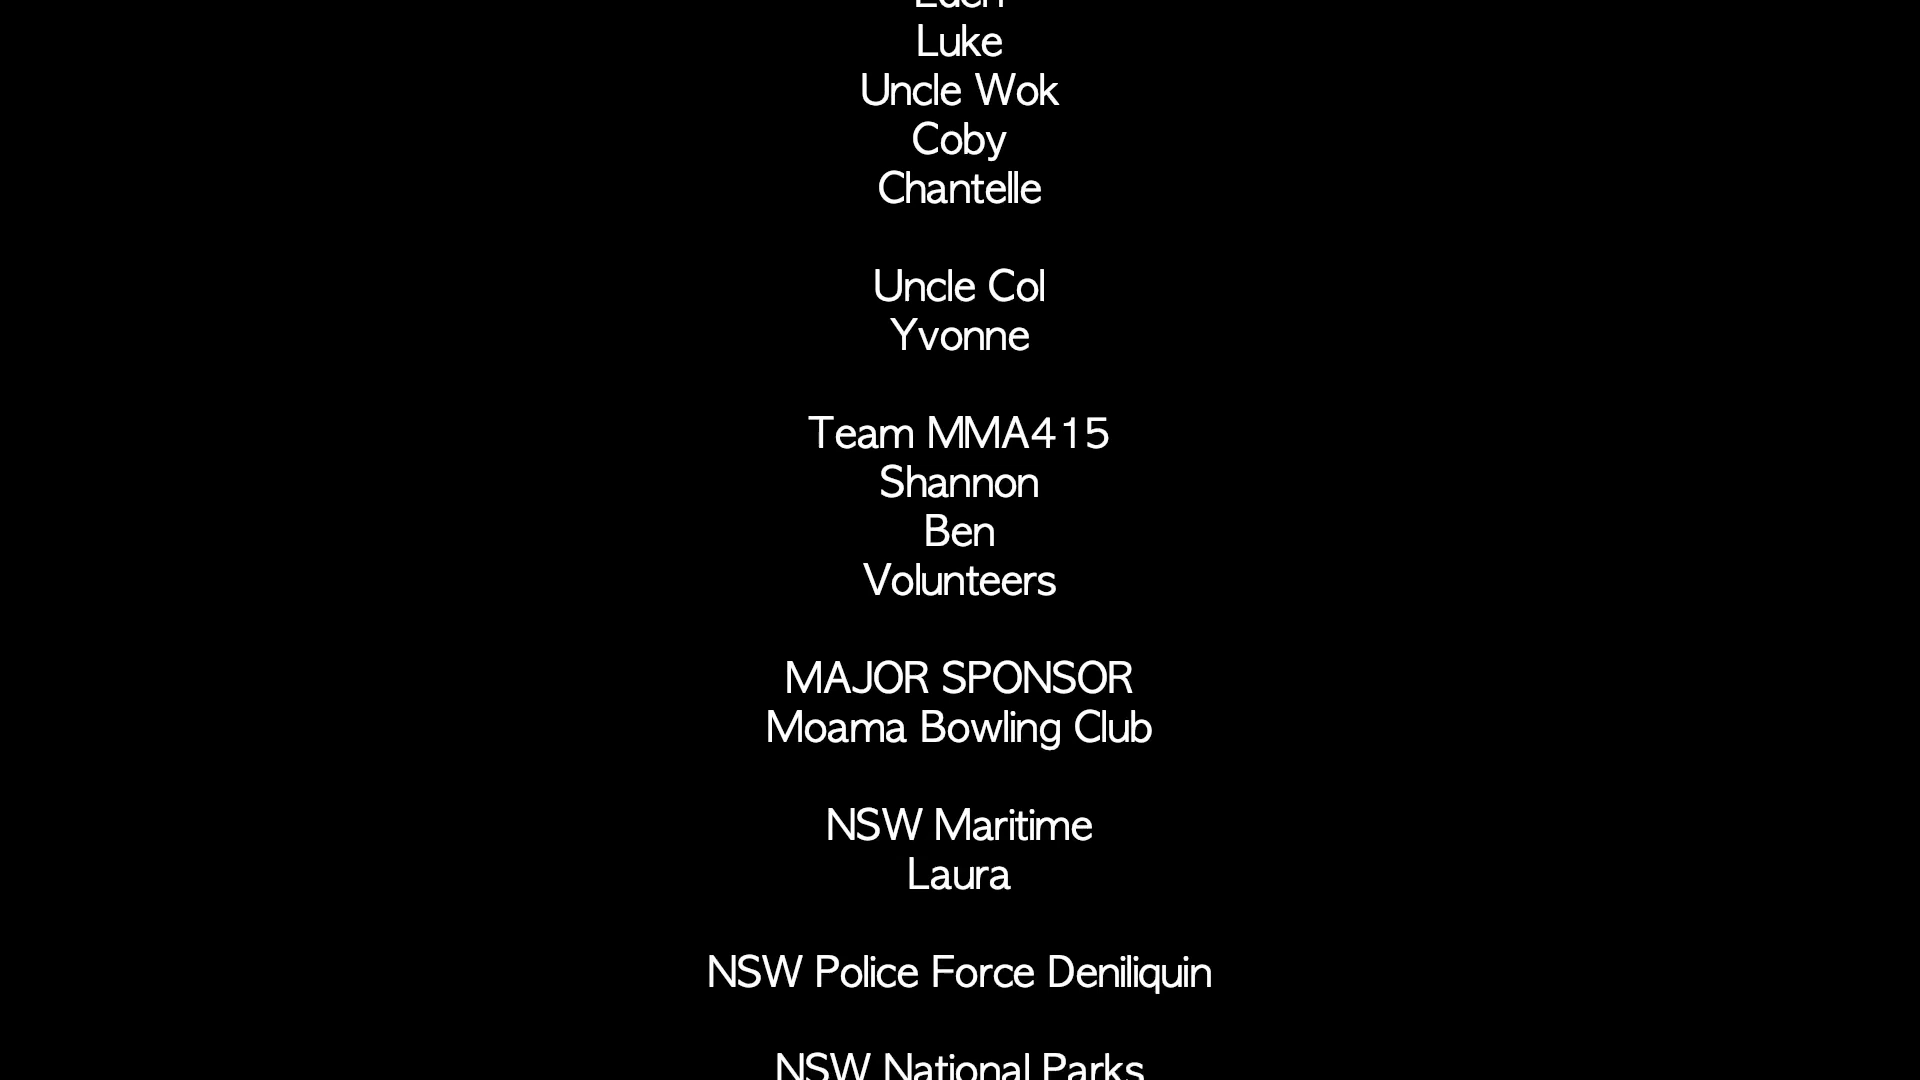 Eden
Luke
Uncle Wok
Coby
Chantelle
Uncle Col
Yvonne
Team MMA415
Shannon
Ben
Volunteers
MAJOR SPONSOR
Moama Bowling Club
NSW Maritime
Laura
NSW Police Force Deniliquin
NSW National Parks